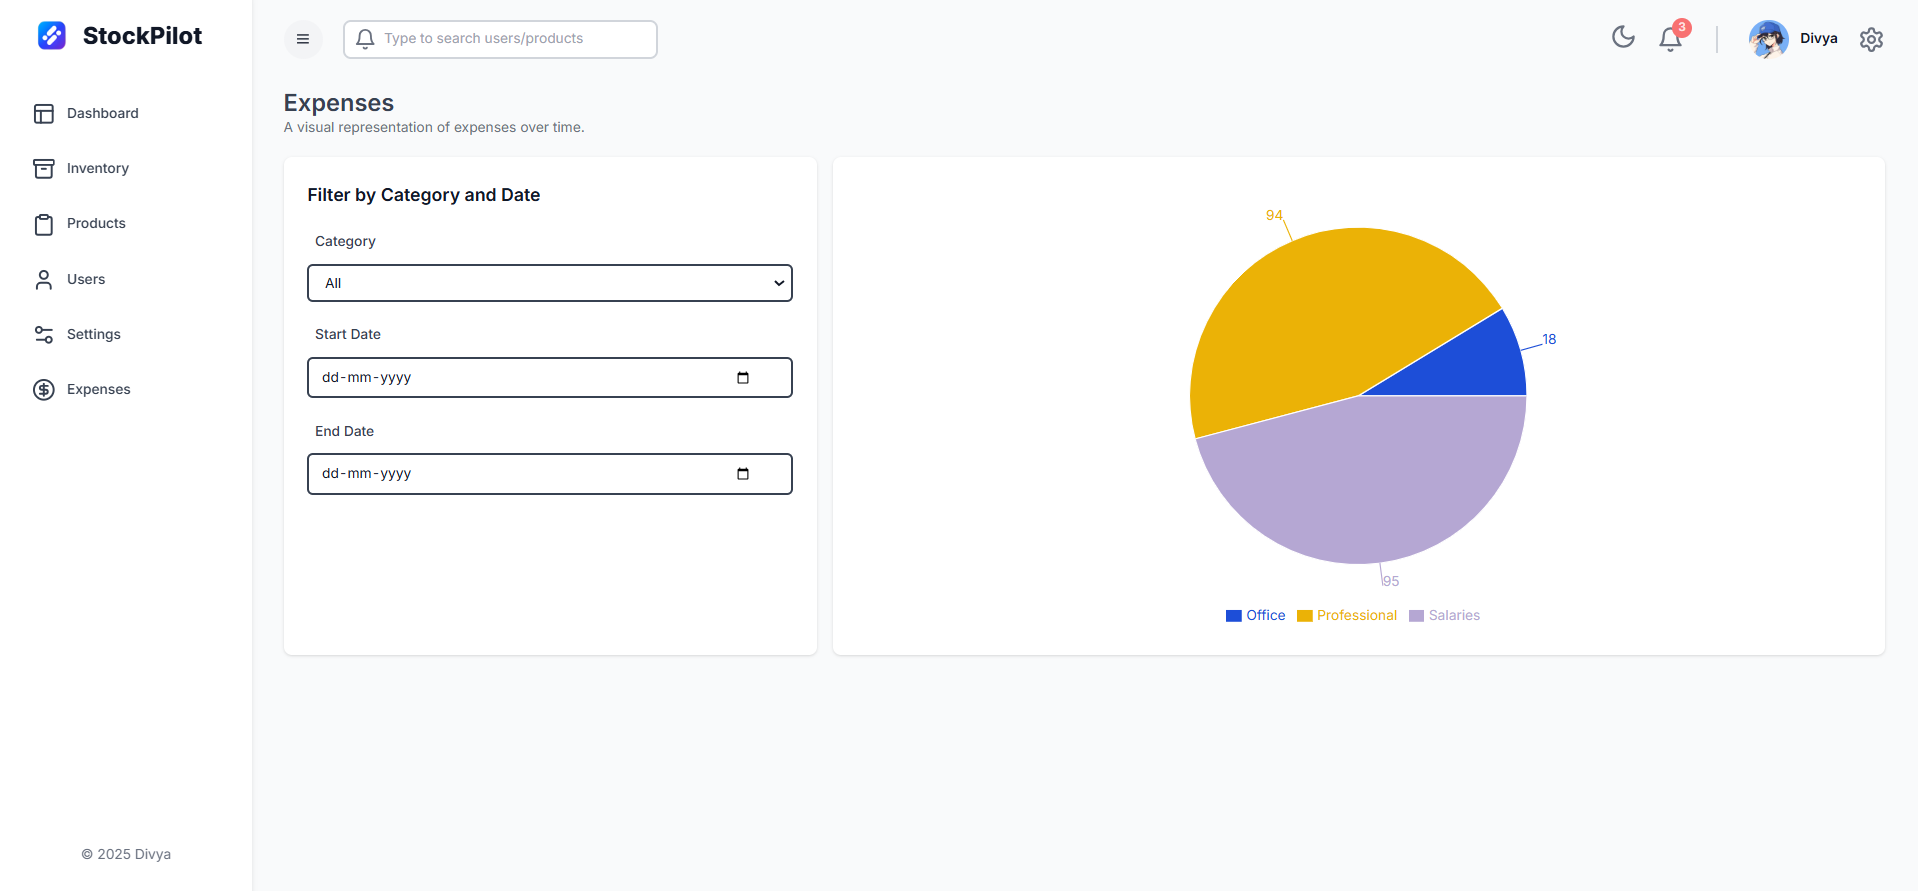 StockPilot
Type to search users/products
3
Divya
Dashboard
Inventory
Products
Users
Settings
Expenses
© 2025 Divya
Expenses
A visual representation of expenses over time.
Filter by Category and Date
Category
All
Start Date
dd-mm-yyyy
End Date
dd-mm-yyyy
94
18
95
Office Professional Salaries